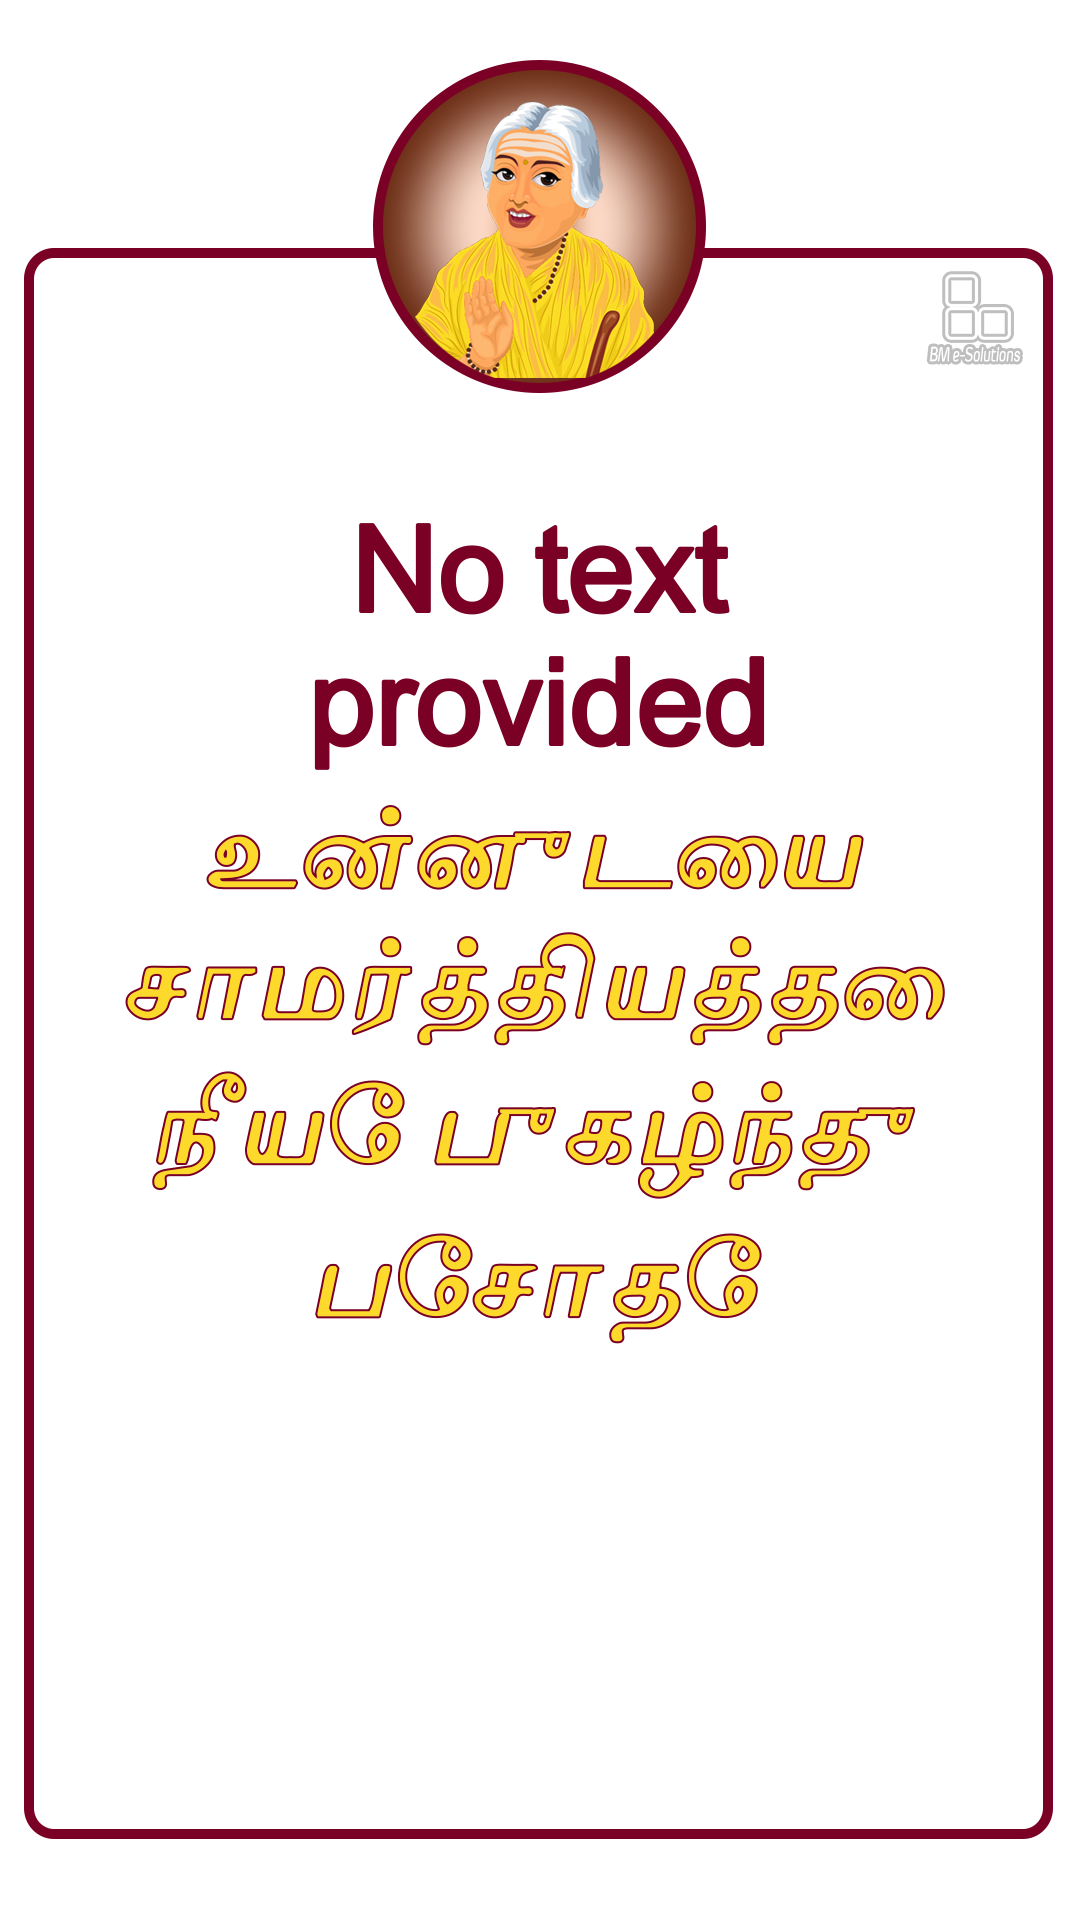 BM e-Solutions
No text
provided
உன்னுடைய
சாமர்த்தியத்தை
நீயே புகழ்ந்து
பேசாதே